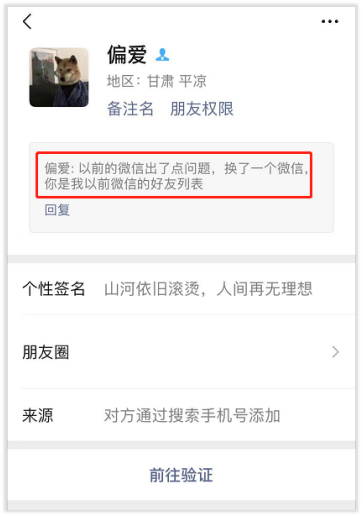 偏爱
地区：甘肃 平凉
备注名 朋友权限
偏爱: 以前的微信出了点问题，换了一个微信，
你是我以前微信的好友列表
回复
个性签名 山河依旧滚烫，人间再无理想
朋友圈
来源 对方通过搜索手机号添加
前往验证